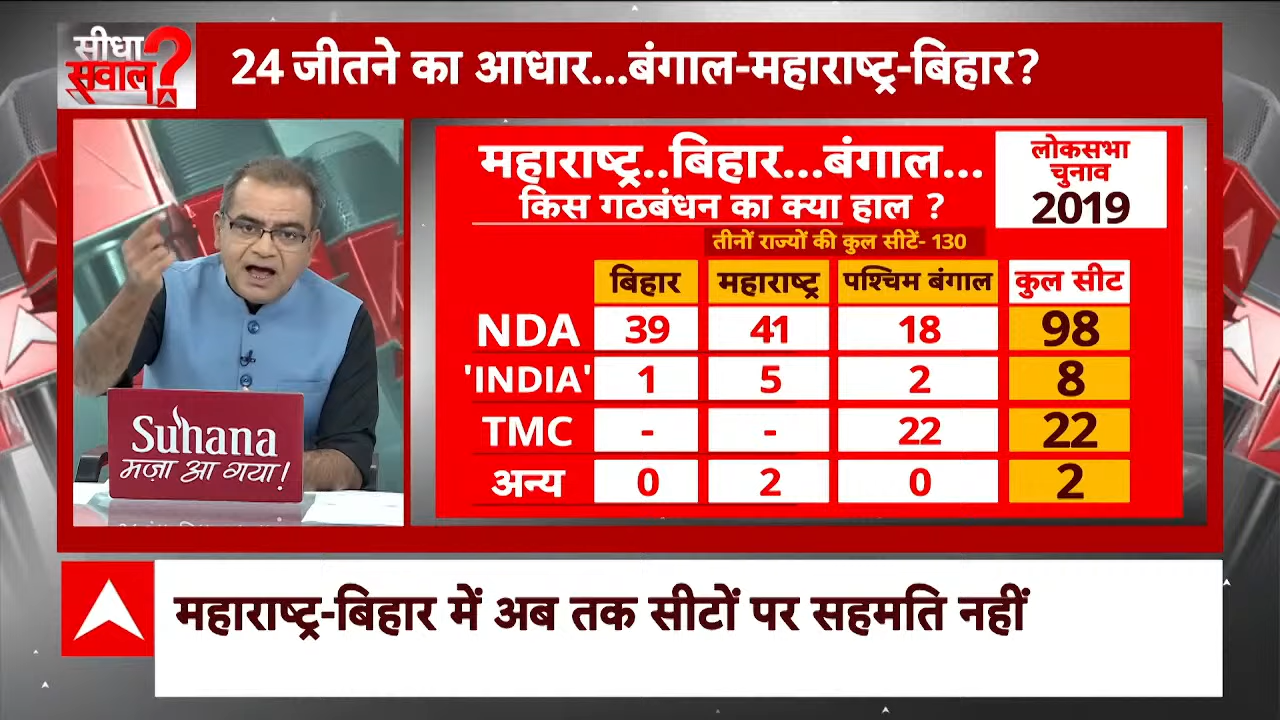 सीधा
सवाल?
24 जीतने का आधार...बंगाल-महाराष्ट्र-बिहार?
महाराष्ट्र..बिहार...बंगाल...
किस गठबंधन का क्या हाल ?
लोकसभा
चुनाव
2019
तीनों राज्यों की कुल सीटें- 130
बिहार महाराष्ट्र पश्चिम बंगाल कुल सीट
NDA 39 41 18 98
'INDIA' 1 5 2 8
TMC - - 22 22
अन्य 0 2 0 2
Suhana
मज़ा आ गया!
महाराष्ट्र-बिहार में अब तक सीटों पर सहमति नहीं